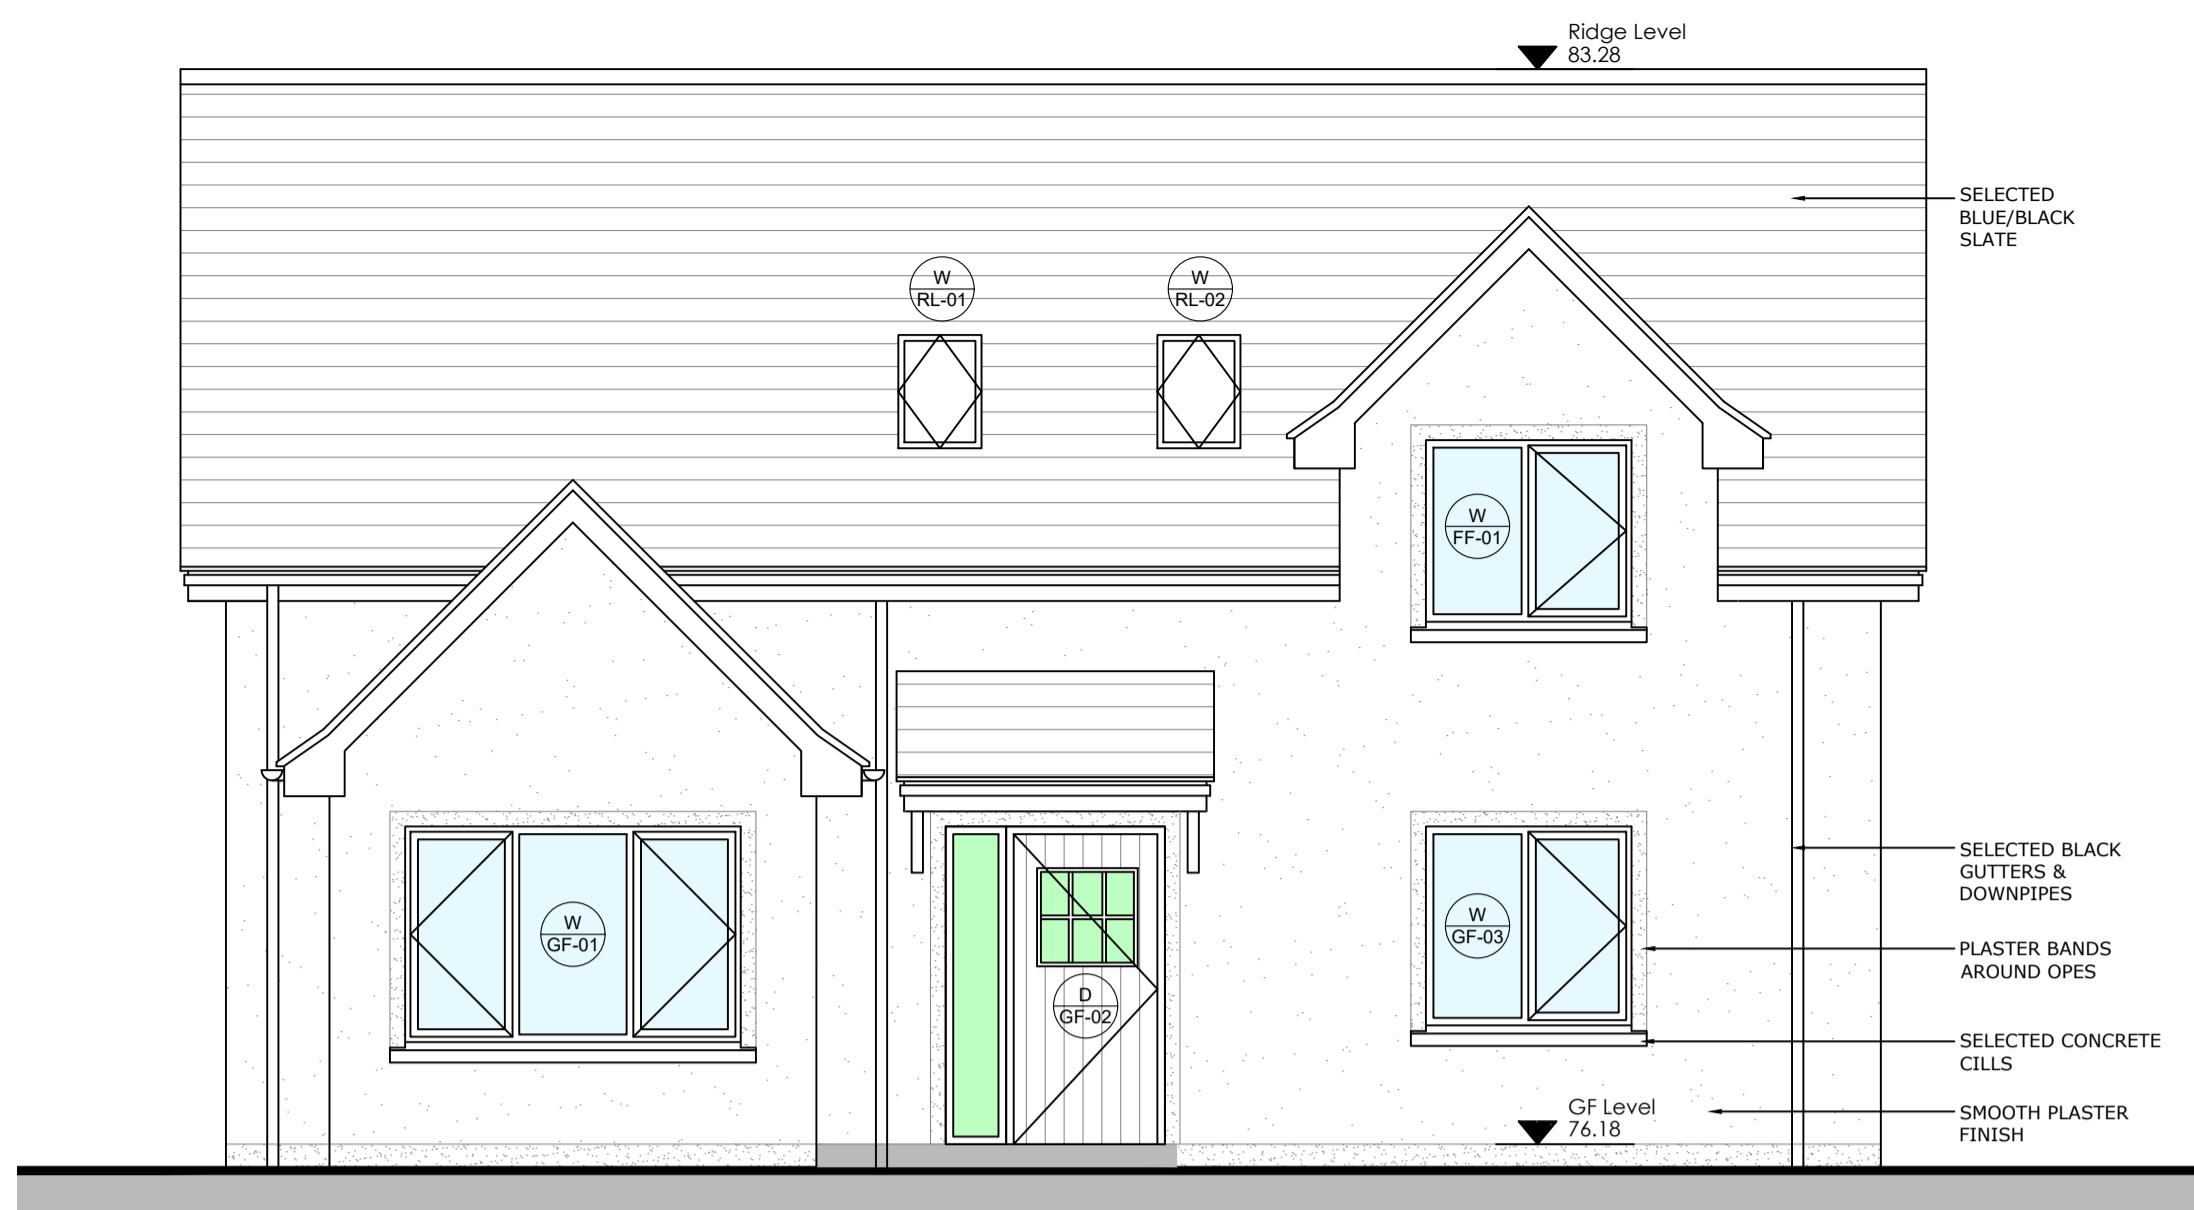 Ridge Level
83.28
SELECTED
BLUE/BLACK
SLATE
W
RL-01
W
RL-02
W
FF-01
W
GF-01
D
GF-02
W
GF-03
SELECTED BLACK
GUTTERS &
DOWNPIPES
PLASTER BANDS
AROUND OPES
SELECTED CONCRETE
CILLS
GF Level
76.18
SMOOTH PLASTER
FINISH